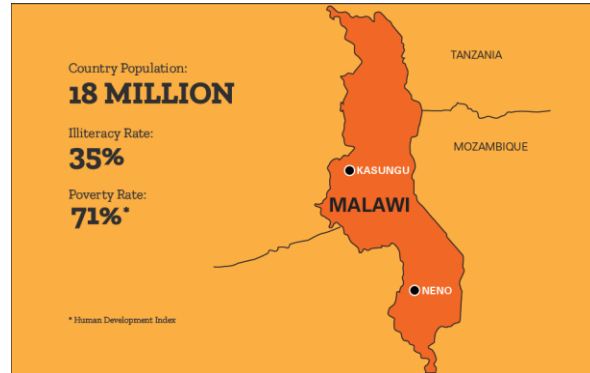 Country Population:
18 MILLION
Illiteracy Rate:
35%
Poverty Rate:
71%*
* Human Development Index
TANZANIA
MOZAMBIQUE
KASUNGU
MALAWI
NENO